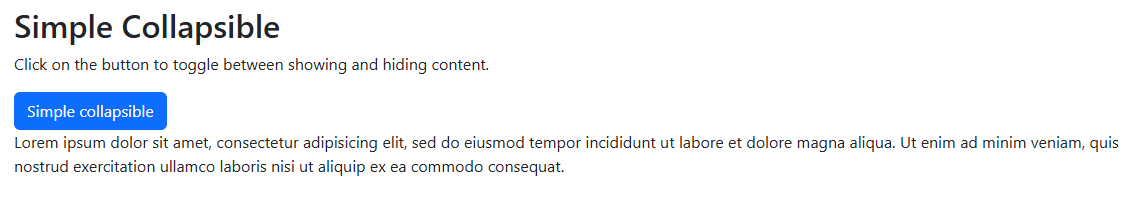 Simple Collapsible
Click on the button to toggle between showing and hiding content.
Simple collapsible
Lorem ipsum dolor sit amet, consectetur adipisicing elit, sed do eiusmod tempor incididunt ut labore et dolore magna aliqua. Ut enim ad minim veniam, quis
nostrud exercitation ullamco laboris nisi ut aliquip ex ea commodo consequat.